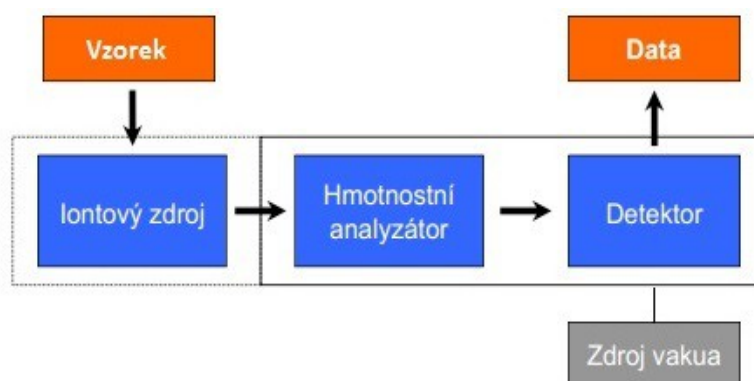 Vzorek
Data
Iontový zdroj
Hmotnostní
analyzátor
Detektor
Zdroj vakua